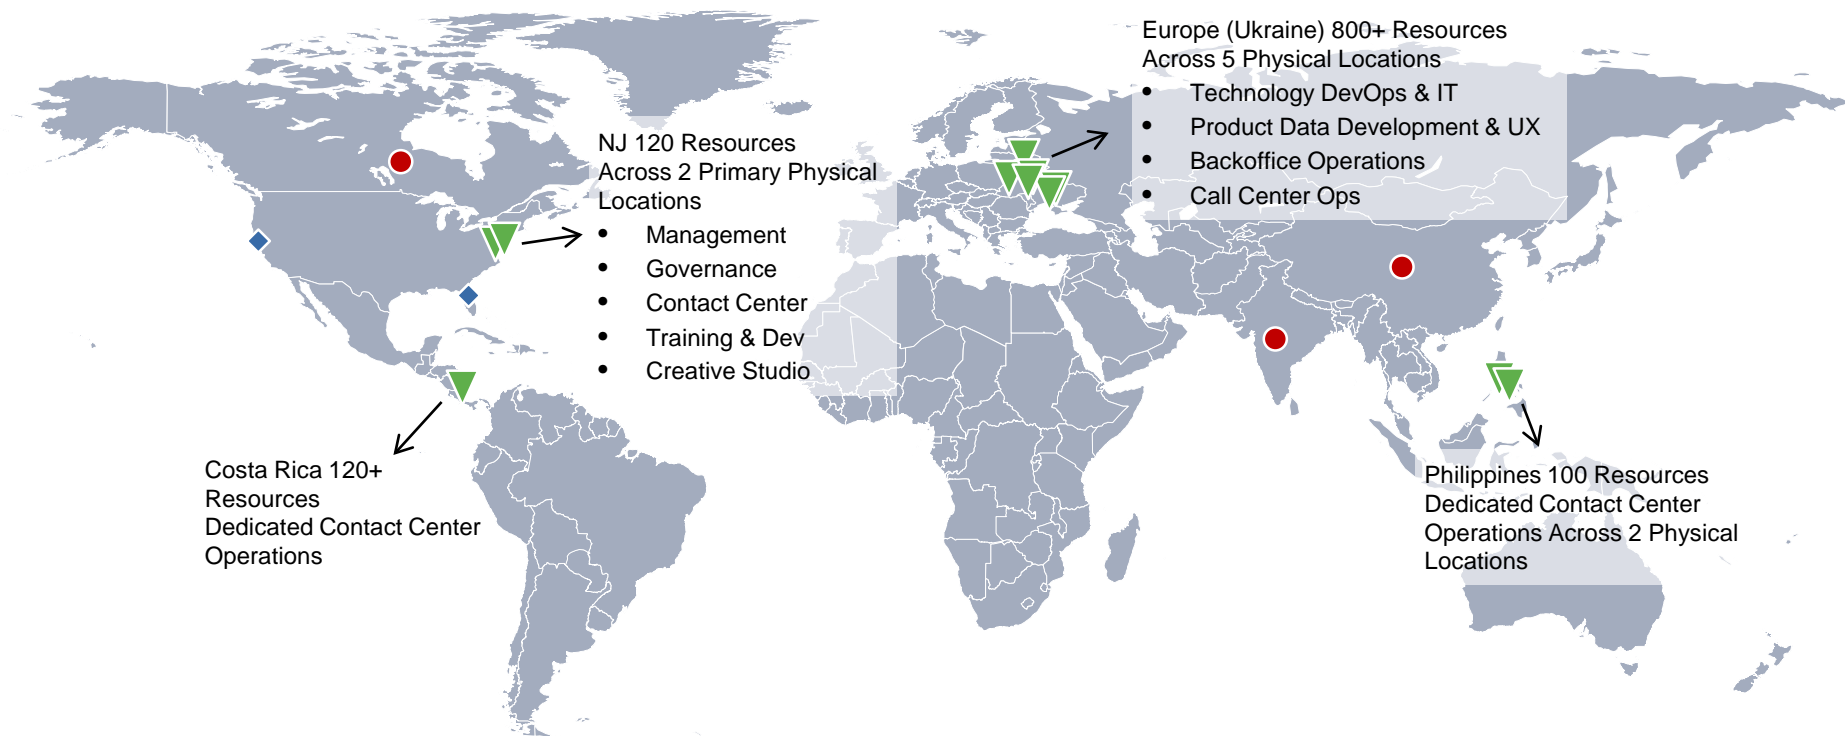 Europe (Ukraine) 800+ Resources
Across 5 Physical Locations
• Technology DevOps & IT
• Product Data Development & UX
• Backoffice Operations
• Call Center Ops
NJ 120 Resources
Across 2 Primary Physical
Locations
• Management
• Governance
• Contact Center
• Training & Dev
• Creative Studio
Costa Rica 120+
Resources
Dedicated Contact Center
Operations
Philippines 100 Resources
Dedicated Contact Center
Operations Across 2 Physical
Locations